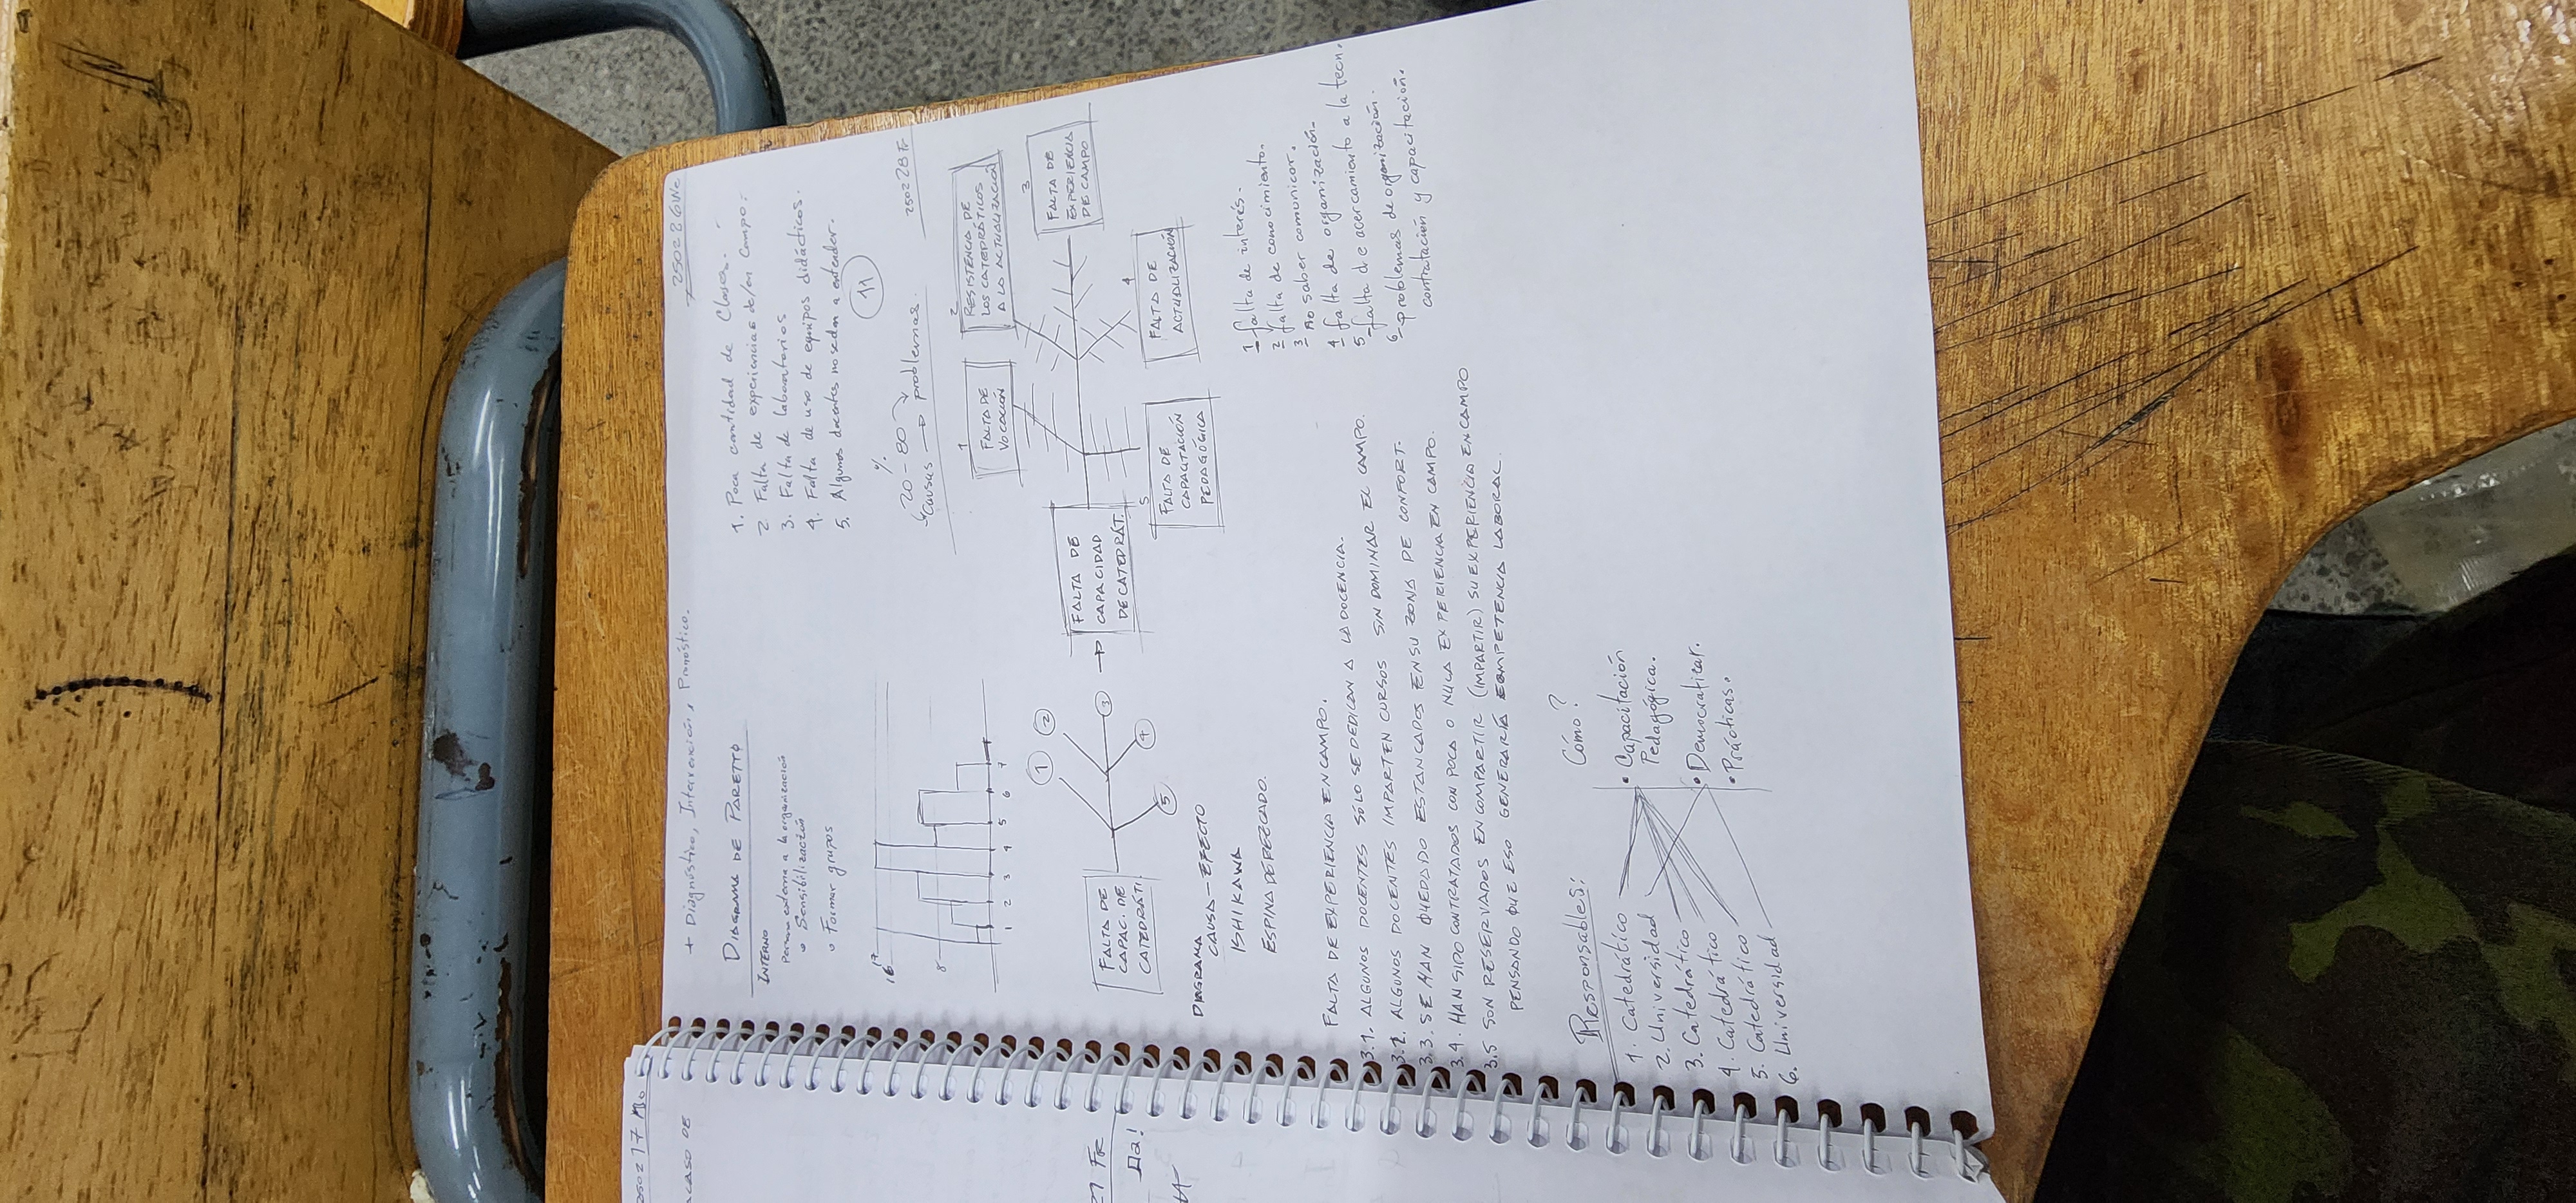 250217 Mo
ACASO DE
21 FR
Да!
250226We
+ Diagnóstico, Intervención, Pronóstico.
DIAGRAMA DE PARETTO
INTERNO
Persona externa a la organización
Sensibilización
Formar grupos
1. Poca cantidad de Clases.
2 Falta de experiencias de/en Campo.
3. Falta de laboratorios
4. Falta de uso de equipos didácticos.
5. Algunos docentes no se dan a entender.
11
%
20-80
Causas → problemas.
250228 Fr
17
16
8
1 2 3 4 5 6 7
FALTA DE
CAPAC. DE
CATEDRÁTI.
1
2
3
4
5
→
FALTA DE
CAPACIDAD
DE CATEDRÁT.
1
FALTA DE
VOCACIÓN
2
RESISTENCIA DE
LOS CATEDRÁTICOS
A LA ACTUALIZACIÓN
3
FALTA DE
EXPERIENCIA
DE CAMPO
4
FALTA DE
ACTUALIZACIÓN
5
FALTA DE
CAPACITACIÓN
PEDAGÓGICA
DIAGRAMA
CAUSA-EFECTO
ISHIKAWA
ESPINA DE PEZCADO.
1 falta de interés.
2 falta de conocimiento.
3 no saber comunicar.
4 falta de organización.
5 falta de acercamiento a la tecn.
6 problemas de organización.
contratación y capacitación.
FALTA DE EXPERIENCIA EN CAMPO.
3.1. ALGUNOS DOCENTES SÓLO SE DEDICAN A LA DOCENCIA.
3.2. ALGUNOS DOCENTES IMPARTEN CURSOS SIN DOMINAR EL CAMPO.
3.3. SE HAN QUEDADO ESTANCADOS EN SU ZONA DE CONFORT.
3.4. HAN SIDO CONTRATADOS CON POCA O NULA EXPERIENCIA EN CAMPO.
3.5 SON RESERVADOS EN COMPARTIR (IMPARTIR) SU EXPERIENCIA EN CAMPO
PENSANDO QUE ESO GENERARÍA COMPETENCIA LABORAL.
Responsables:
1. Catedrático
2. Universidad
3. Catedrático
4. Catedrático
5. Catedrático
6. Universidad
Cómo?
• Capacitación
Pedagógica.
• Democratizar.
• Prácticas.